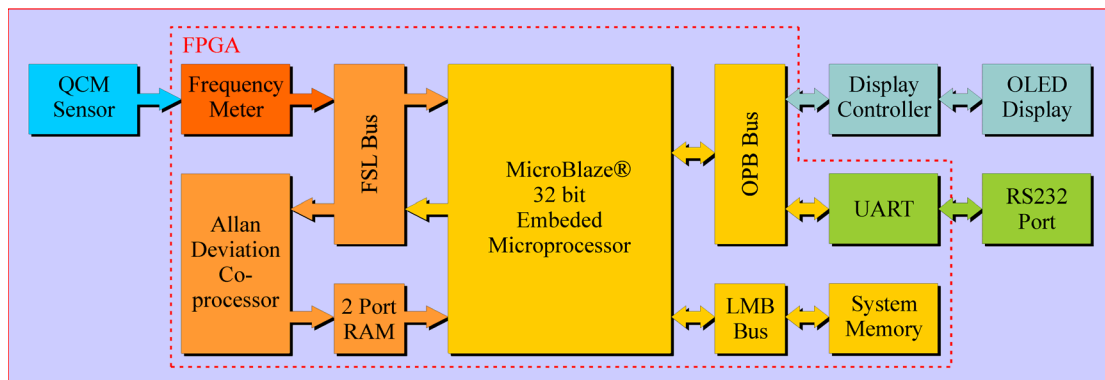 FPGA
QCM
Sensor
Frequency
Meter
FSL Bus
MicroBlaze®
32 bit
Embeded
Microprocessor
OPB Bus
Display
Controller
OLED
Display
Allan
Deviation
Co-
processor
UART
RS232
Port
2 Port
RAM
LMB
Bus
System
Memory